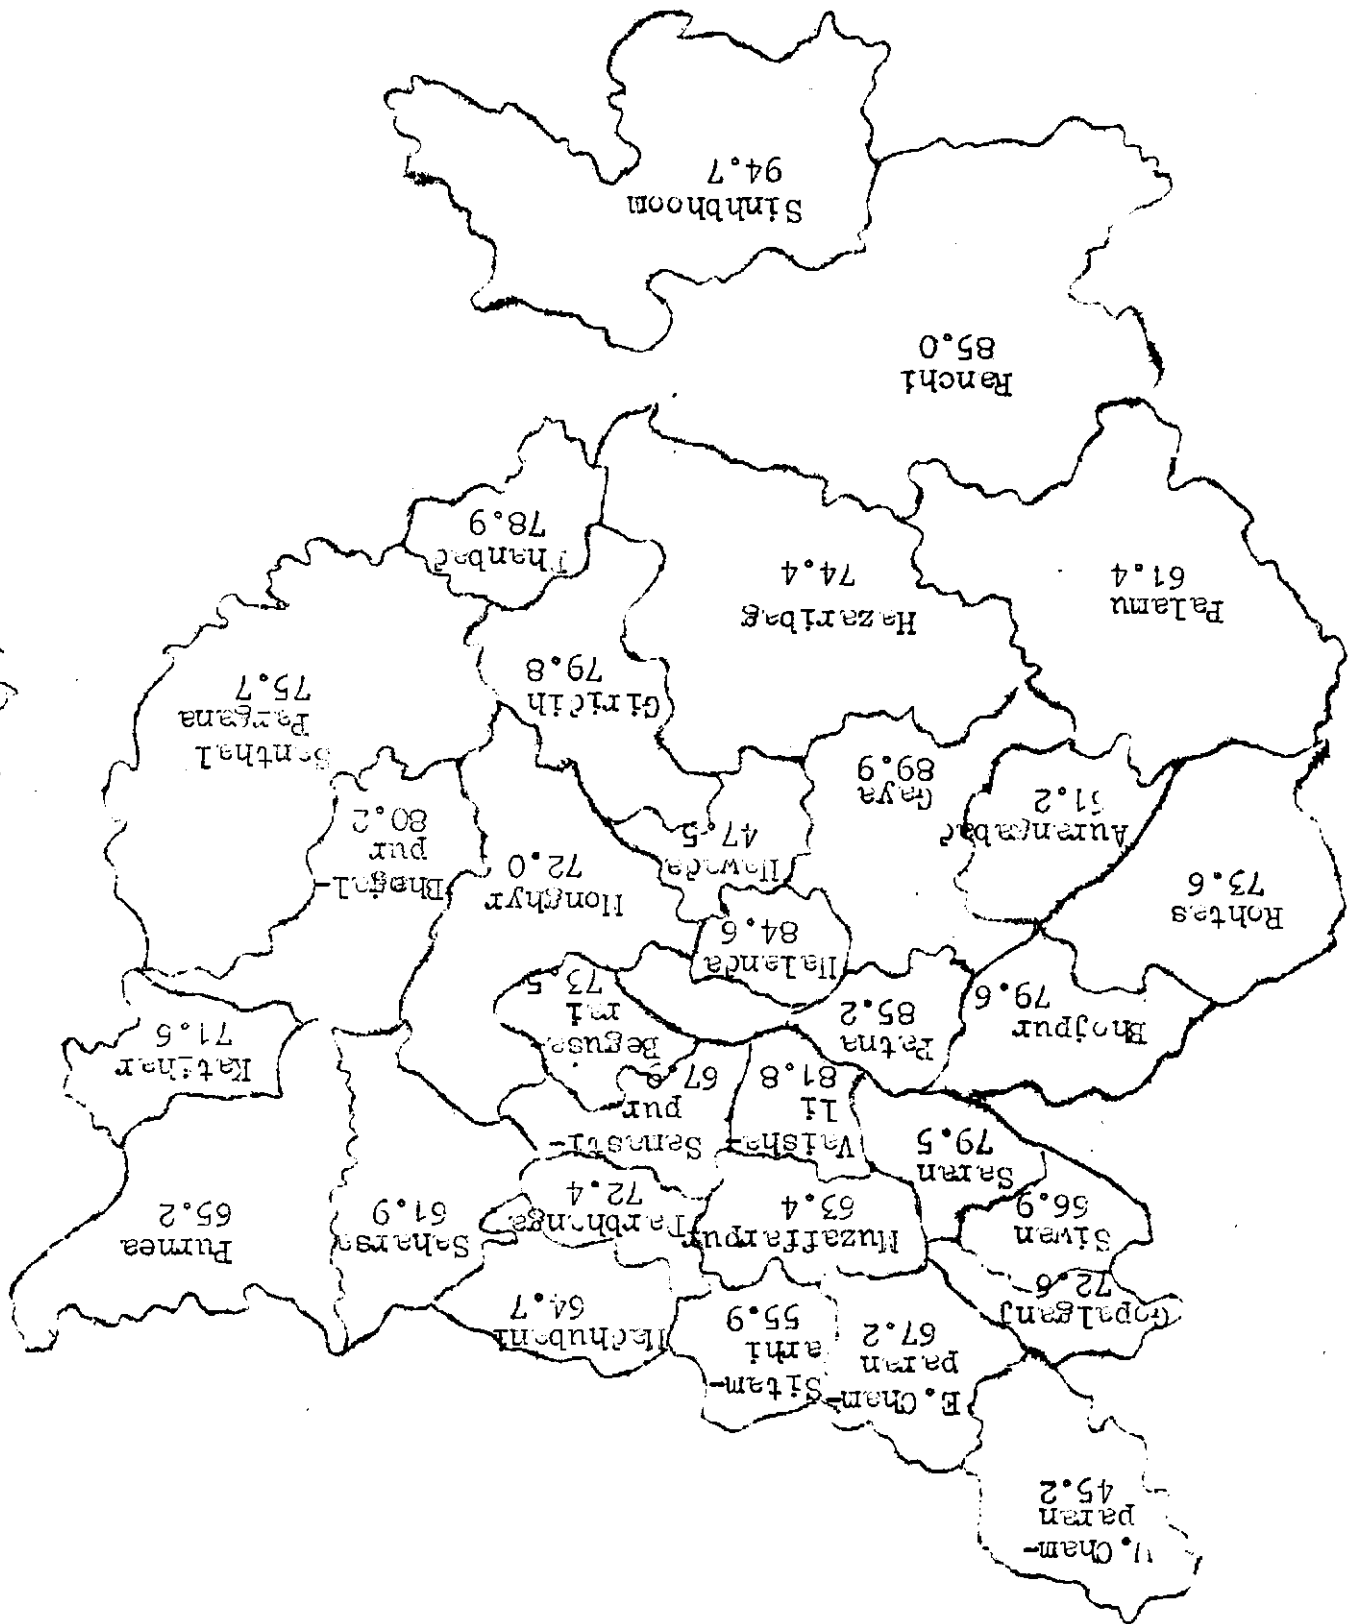 W.Cham-
paran
45.2
E.Cham-
paran
67.2
Sitam-
arhi
55.9
Madhubani
64.7
Gopalganj
72.6
Siwan
56.9
Saran
79.5
Muzaffarpur
63.4
Darbhanga
72.4
Saharsa
61.9
Purnea
65.2
Vaisha-
li
81.8
Samasti-
pur
Begusa-
rai
73.5
Katihar
71.6
Bhojpur
79.6
Patna
85.2
Nalanda
84.6
Rohtas
73.6
Aurangabad
51.2
Gaya
89.9
Nawada
47.5
Monghyr
72.0
Bhagal-
pur
80.2
Santhal
Pargana
75.7
Palamu
61.4
Hazaribag
74.4
Giridih
79.8
Dhanbad
78.9
Ranchi
85.0
Sinhbhoom
94.7